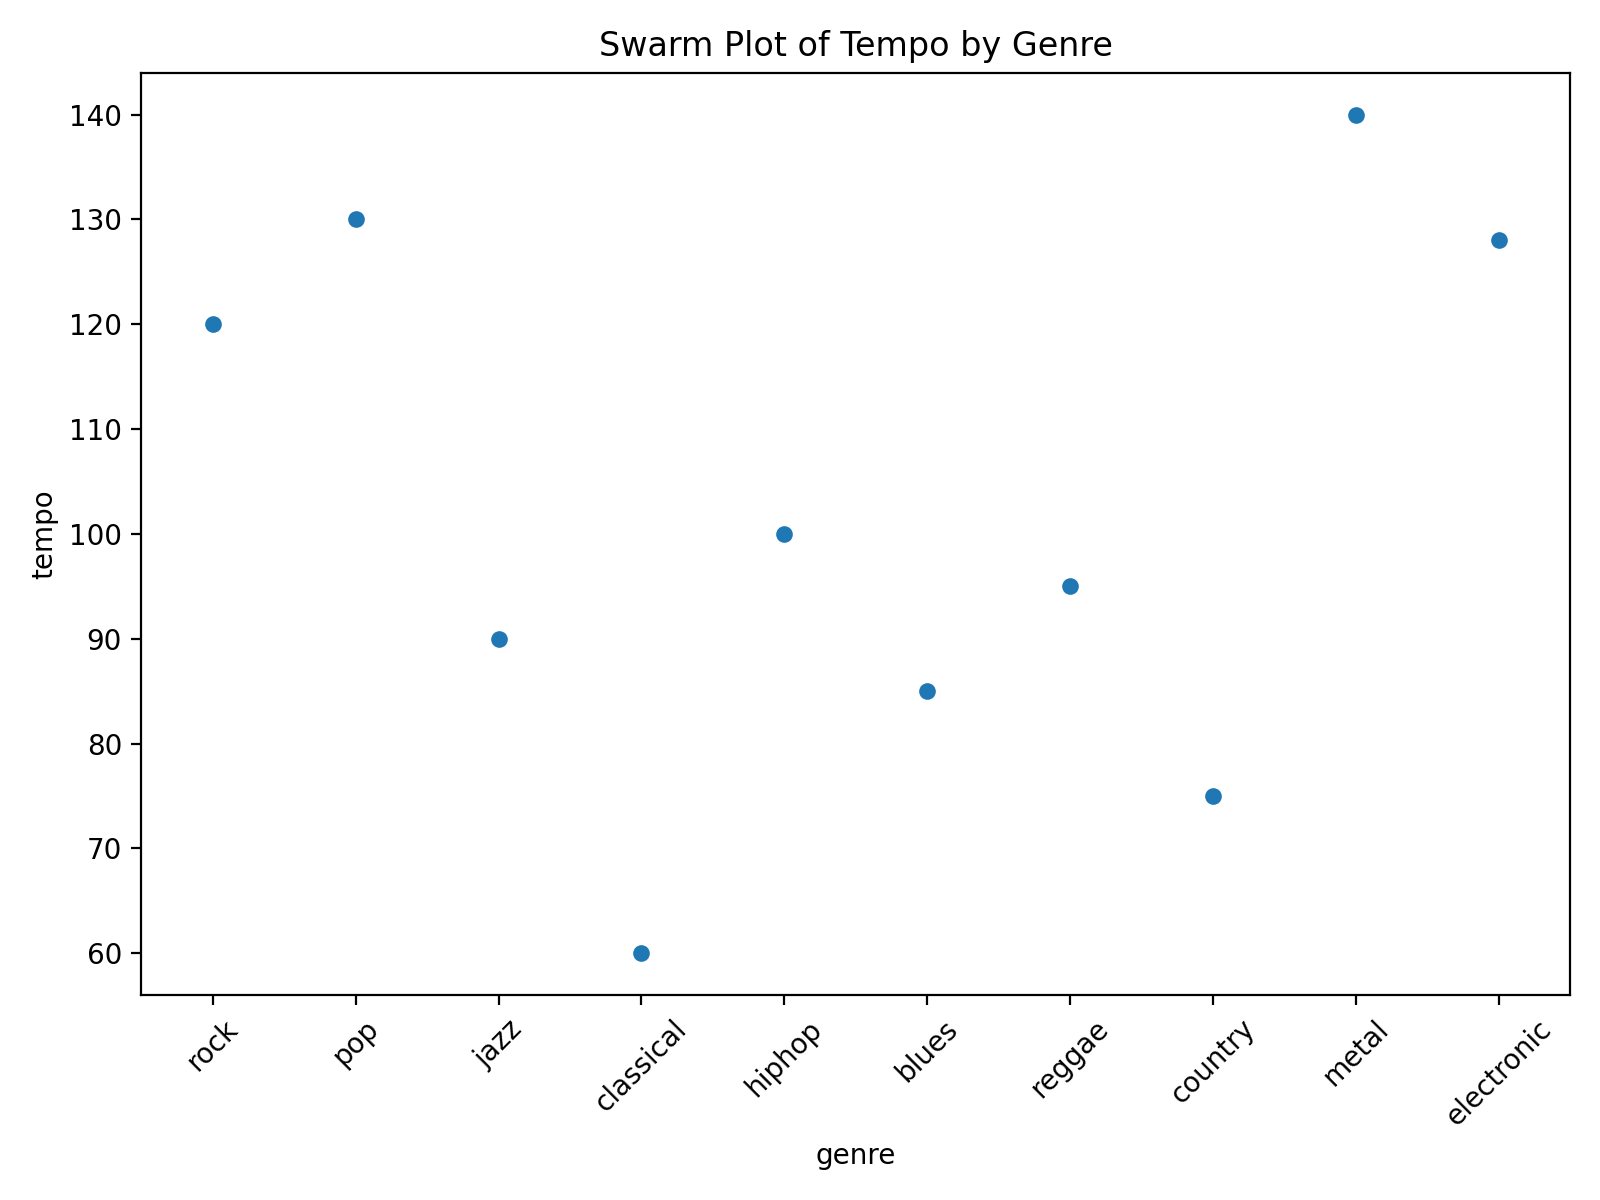 Swarm Plot of Tempo by Genre
140
130
120
110
100
90
80
70
60
tempo
rock
pop
jazz
classical
hiphop
blues
reggae
country
metal
electronic
genre